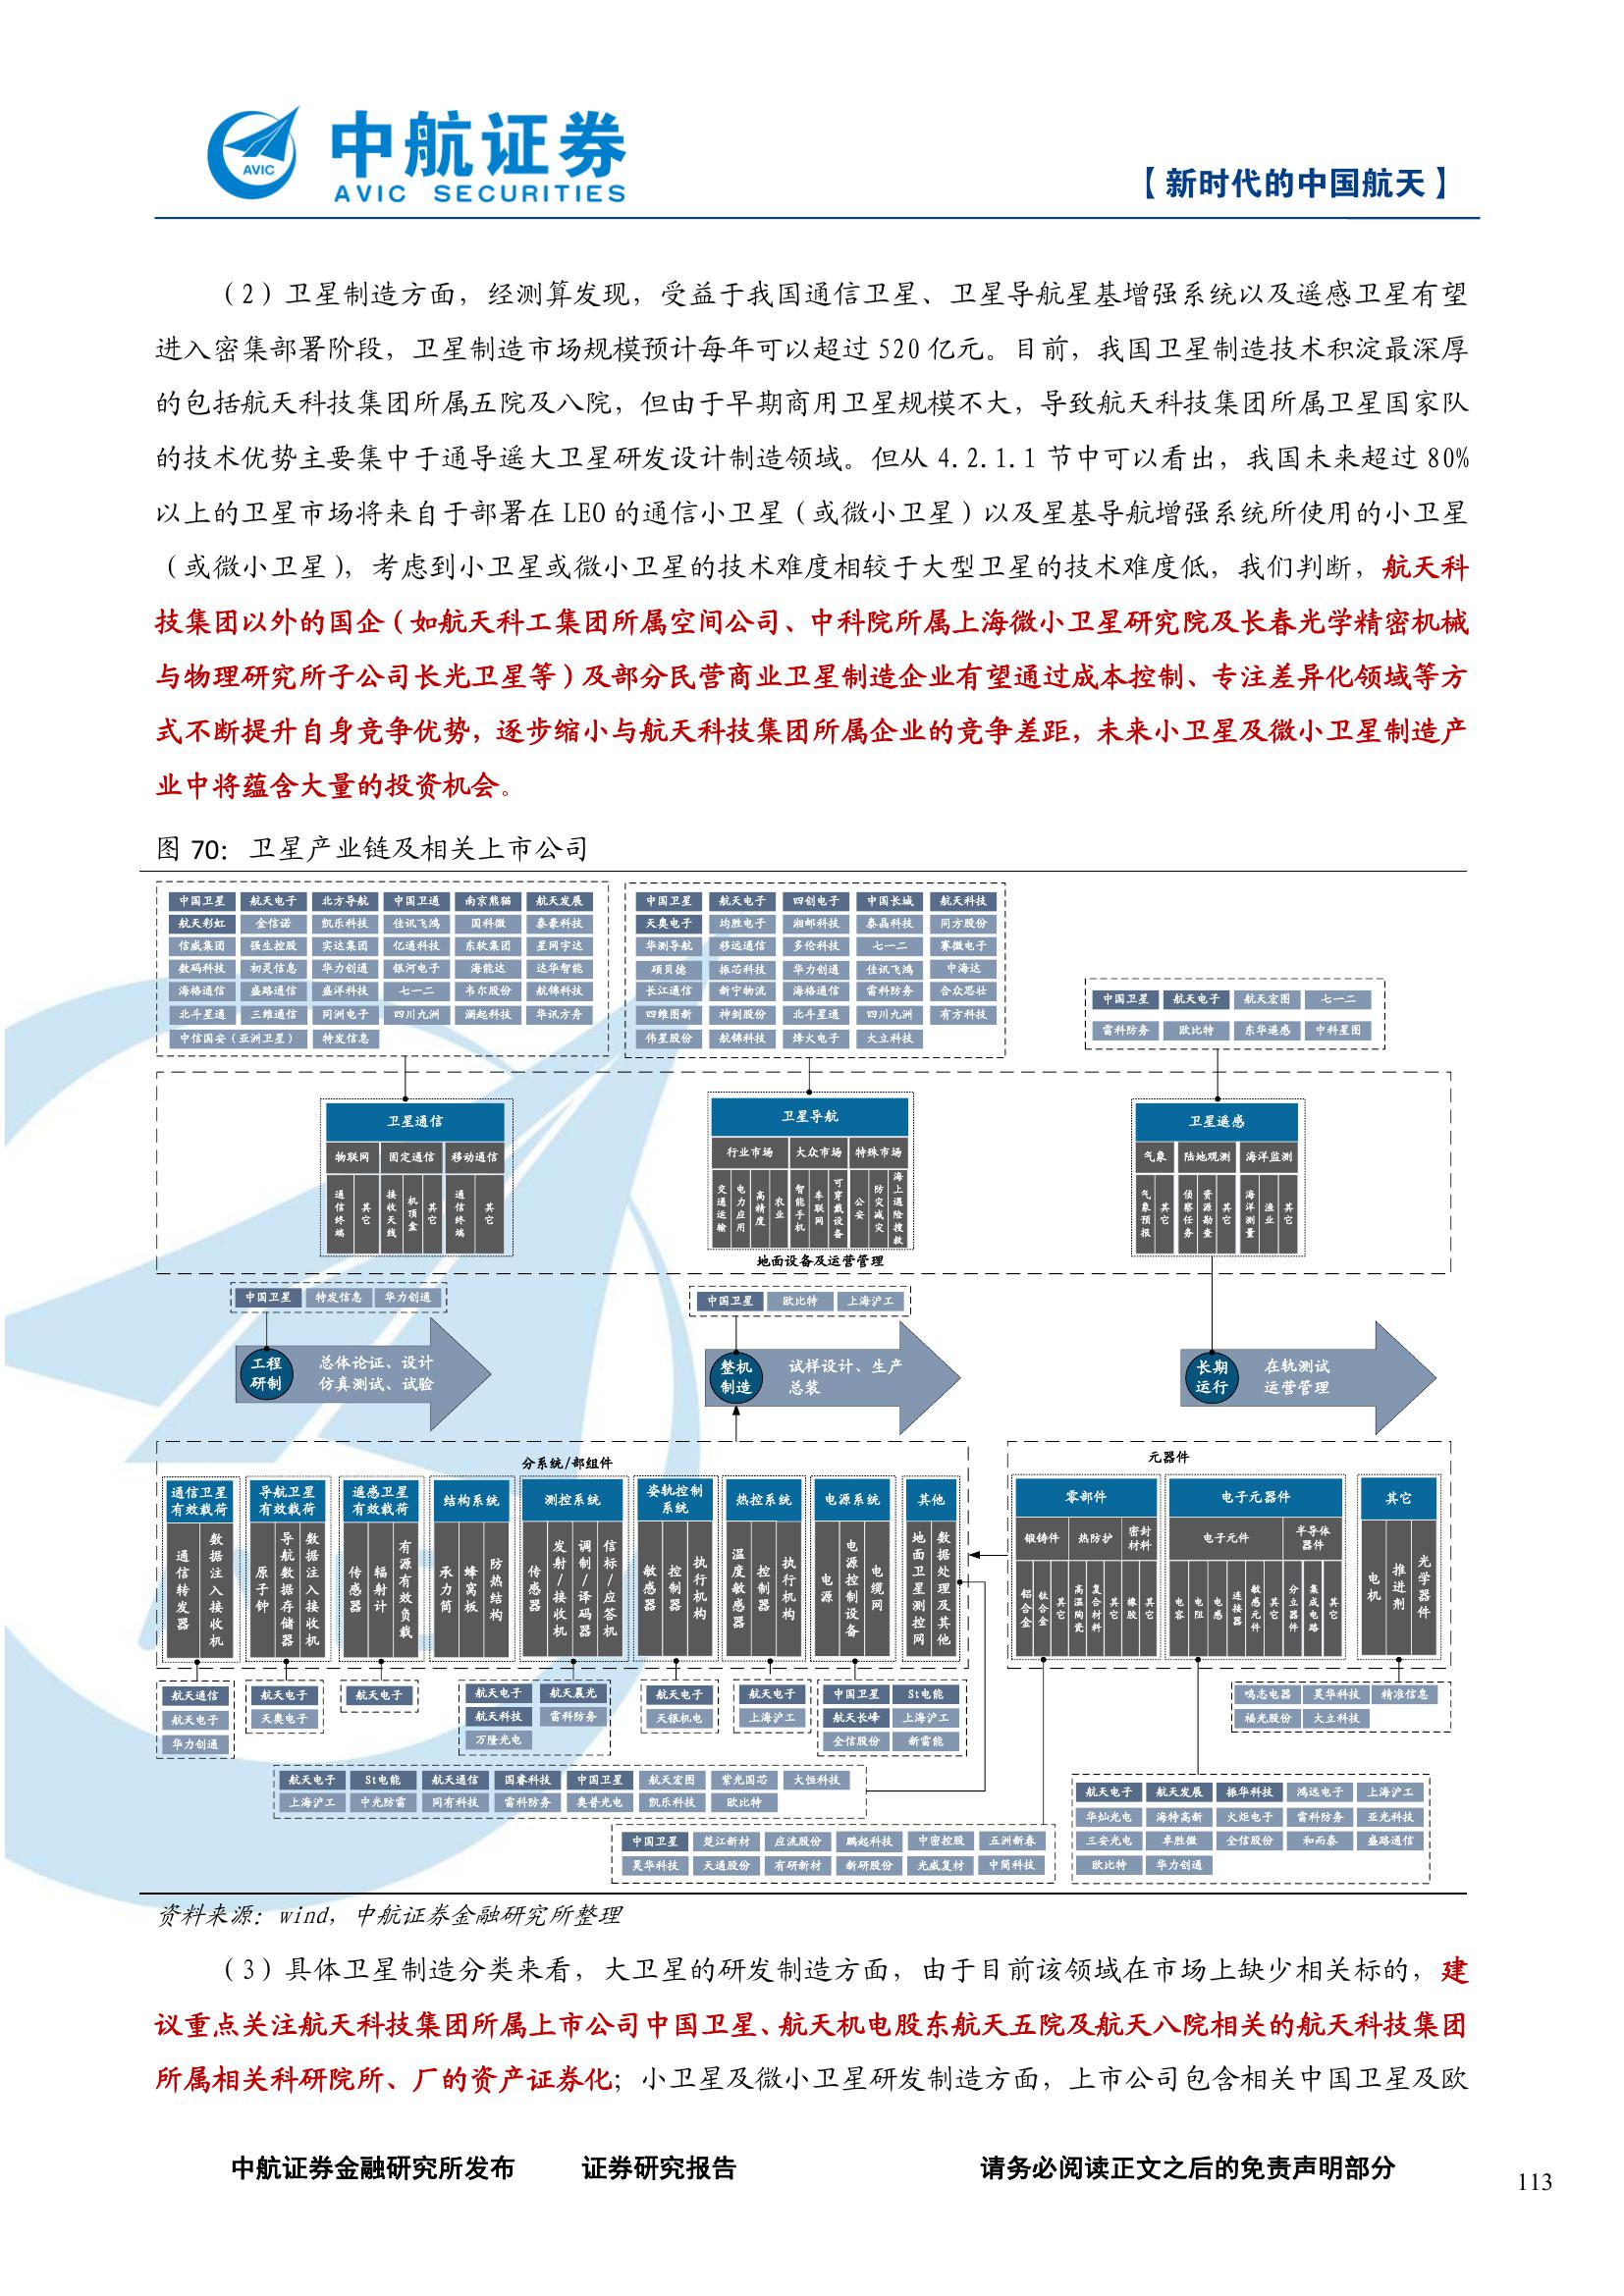 中航证券
AVIC
AVIC SECURITIES
【新时代的中国航天】
（2）卫星制造方面，经测算发现，受益于我国通信卫星、卫星导航星基增强系统以及遥感卫星有望
进入密集部署阶段，卫星制造市场规模预计每年可以超过 520 亿元。目前，我国卫星制造技术积淀最深厚
的包括航天科技集团所属五院及八院，但由于早期商用卫星规模不大，导致航天科技集团所属卫星国家队
的技术优势主要集中于通导遥大卫星研发设计制造领域。但从 4.2.1.1 节中可以看出，我国未来超过 80%
以上的卫星市场将来自于部署在 LEO 的通信小卫星（或微小卫星）以及星基导航增强系统所使用的小卫星
（或微小卫星），考虑到小卫星或微小卫星的技术难度相较于大型卫星的技术难度低，我们判断，航天科
技集团以外的国企（如航天科工集团所属空间公司、中科院所属上海微小卫星研究院及长春光学精密机械
与物理研究所子公司长光卫星等）及部分民营商业卫星制造企业有望通过成本控制、专注差异化领域等方
式不断提升自身竞争优势，逐步缩小与航天科技集团所属企业的竞争差距，未来小卫星及微小卫星制造产
业中将蕴含大量的投资机会。
图 70: 卫星产业链及相关上市公司
中国卫星 航天电子 北方导航 中国卫通 南京熊猫 航天发展
航天彩虹 金信诺 凯乐科技 佳讯飞鸿 国科微 泰豪科技
信威集团 强生控股 实达集团 亿通科技 东软集团 星网宇达
数码科技 初灵信息 华力创通 银河电子 海能达 达华智能
海格通信 盛路通信 盛洋科技 七一二 韦尔股份 航锦科技
北斗星通 三维通信 同洲电子 四川九洲 澜起科技 华讯方舟
中信国安（亚洲卫星） 特发信息
中国卫星 航天电子 四创电子 中国长城 航天科技
天奥电子 均胜电子 湘邮科技 泰晶科技 同方股份
华测导航 移远通信 多伦科技 七一二 赛微电子
硕贝德 振芯科技 华力创通 佳讯飞鸿 中海达
长江通信 新宁物流 海格通信 雷科防务 合众思壮
四维图新 神剑股份 北斗星通 四川九洲 有方科技
伟星股份 航锦科技 烽火电子 大立科技
中国卫星 航天电子 航天宏图 七一二
雷科防务 欧比特 东华遥感 中科星图
卫星通信
物联网 固定通信 移动通信
通信终端 其它 接收天线 机顶盒 其它 通信终端 其它
卫星导航
行业市场 大众市场 特殊市场
交通运输 电力应用 高精度 农业 智能手机 车联网 可穿戴设备 公安 防灾减灾 海上遇险搜救
卫星遥感
气象 陆地观测 海洋监测
气象预报 其它 侦察任务 资源勘查 其它 海洋测量 渔业 其它
地面设备及运营管理
中国卫星 特发信息 华力创通
中国卫星 欧比特 上海沪工
工程研制
总体论证、设计
仿真测试、试验
整机制造
试样设计、生产
总装
长期运行
在轨测试
运营管理
分系统/部组件
通信卫星有效载荷 导航卫星有效载荷 遥感卫星有效载荷 结构系统 测控系统 姿轨控制系统 热控系统 电源系统 其他
通信转发器 数据注入接收机 原子钟 导航数据存储器 数据注入接收机 传感器 辐射计 有源有效负载 承力筒 蜂窝板 防热结构 传感器 发射/接收机 调制/译码器 信标/应答机 敏感器 控制器 执行机构 温度敏感器 控制器 执行机构 电源 电源控制设备 电缆网 地面卫星测控网 数据处理及其他
元器件
零部件 电子元器件 其它
锻铸件 热防护 密封材料 电子元件 半导体器件
铝合金 钛合金 其它 高温陶瓷 复合材料 其它 橡胶 其它 电容 电阻 电感 连接器 敏感元件 其它 分立器件 集成电路 其它 电机 推进剂 光学器件
航天通信
航天电子
华力创通
航天电子
天奥电子
航天电子
航天电子 航天晨光
航天科技 雷科防务
万隆光电
航天电子
天银机电
航天电子
上海沪工
中国卫星 St电能
航天长峰 上海沪工
全信股份 新雷能
鸣志电器 昊华科技 精准信息
福光股份 大立科技
航天电子 St电能 航天通信 国睿科技 中国卫星 航天宏图 紫光国芯 大恒科技
上海沪工 中光防雷 同有科技 雷科防务 奥普光电 凯乐科技 欧比特
中国卫星 楚江新材 应流股份 鹏起科技 中密控股 五洲新春
昊华科技 天通股份 有研新材 新研股份 光威复材 中简科技
航天电子 航天发展 振华科技 鸿远电子 上海沪工
华灿光电 海特高新 火炬电子 雷科防务 亚光科技
三安光电 卓胜微 全信股份 和而泰 盛路通信
欧比特 华力创通
资料来源：wind，中航证券金融研究所整理
（3）具体卫星制造分类来看，大卫星的研发制造方面，由于目前该领域在市场上缺少相关标的，建
议重点关注航天科技集团所属上市公司中国卫星、航天机电股东航天五院及航天八院相关的航天科技集团
所属相关科研院所、厂的资产证券化；小卫星及微小卫星研发制造方面，上市公司包含相关中国卫星及欧
中航证券金融研究所发布 证券研究报告 请务必阅读正文之后的免责声明部分
113